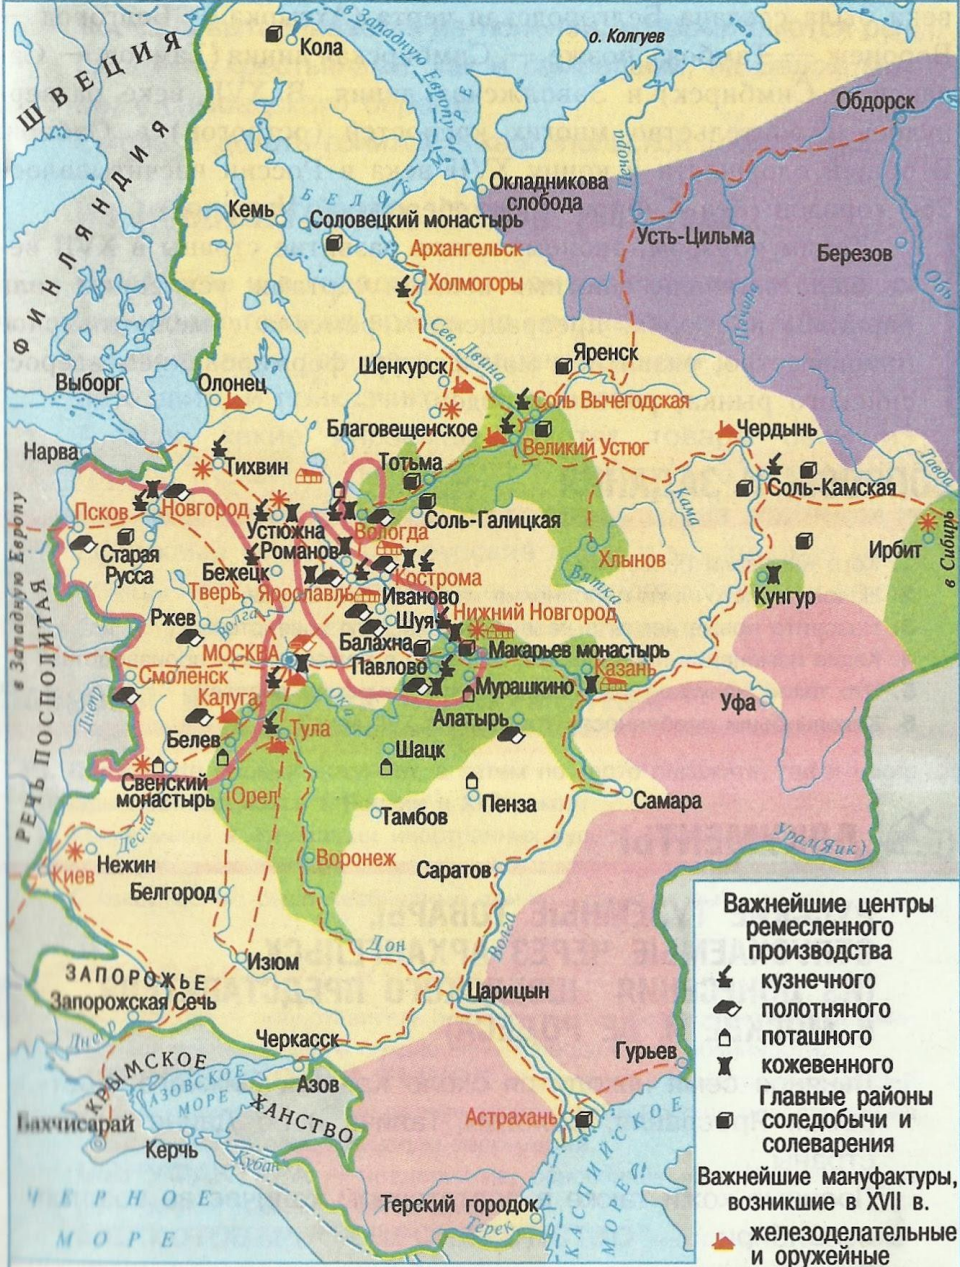 в Западную Европу
ШВЕЦИЯ
Кола
о. Колгуев
МОРЕ
Обдорск
ФИНЛЯНДИЯ
Печора
БЕЛОЕ
Окладникова
слобода
Кемь
Соловецкий монастырь
Усть-Цильма
Архангельск
Березов
Холмогоры
Обь
Печора
Сев. Двина
Яренск
Шенкурск
Выборг
Олонец
Соль Вычегодская
Благовещенское
Великий Устюг
Чердынь
Нарва
Тихвин
Тотьма
Тавда
Соль-Камская
Кама
Псков
Новгород
Устюжна
Вологда
Соль-Галицкая
Ирбит
в Сибирь
Старая
Русса
Романов
Хлынов
Бежецк
Кострома
Вятка
Тверь
Ярославль
Иваново
Кунгур
в Западную Европу
Ржев
Волга
Шуя
Нижний Новгород
Балахна
МОСКВА
Макарьев монастырь
РЕЧЬ ПОСПОЛИТАЯ
Смоленск
Павлово
Казань
Днепр
Калуга
Ока
Мурашкино
Уфа
Алатырь
Тула
Белев
Шацк
Свенский
монастырь
Орел
Пенза
Самара
Тамбов
Десна
Урал(Яик)
Нежин
Воронеж
Киев
Саратов
Белгород
Волга
Дон
Изюм
ЗАПОРОЖЬЕ
Запорожская Сечь
Царицын
Днепр
Черкасск
Гурьев
КРЫМСКОЕ
АЗОВСКОЕ
МОРЕ
Азов
ХАНСТВО
Астрахань
Бахчисарай
Керчь
Кубань
КАСПИЙСКОЕ
МОРЕ
ЧЕРНОЕ
МОРЕ
Терский городок
Терек
Важнейшие центры
ремесленного
производства
кузнечного
полотняного
поташного
кожевенного
Главные районы
соледобычи и
солеварения
Важнейшие мануфактуры,
возникшие в XVII в.
железоделательные
и оружейные